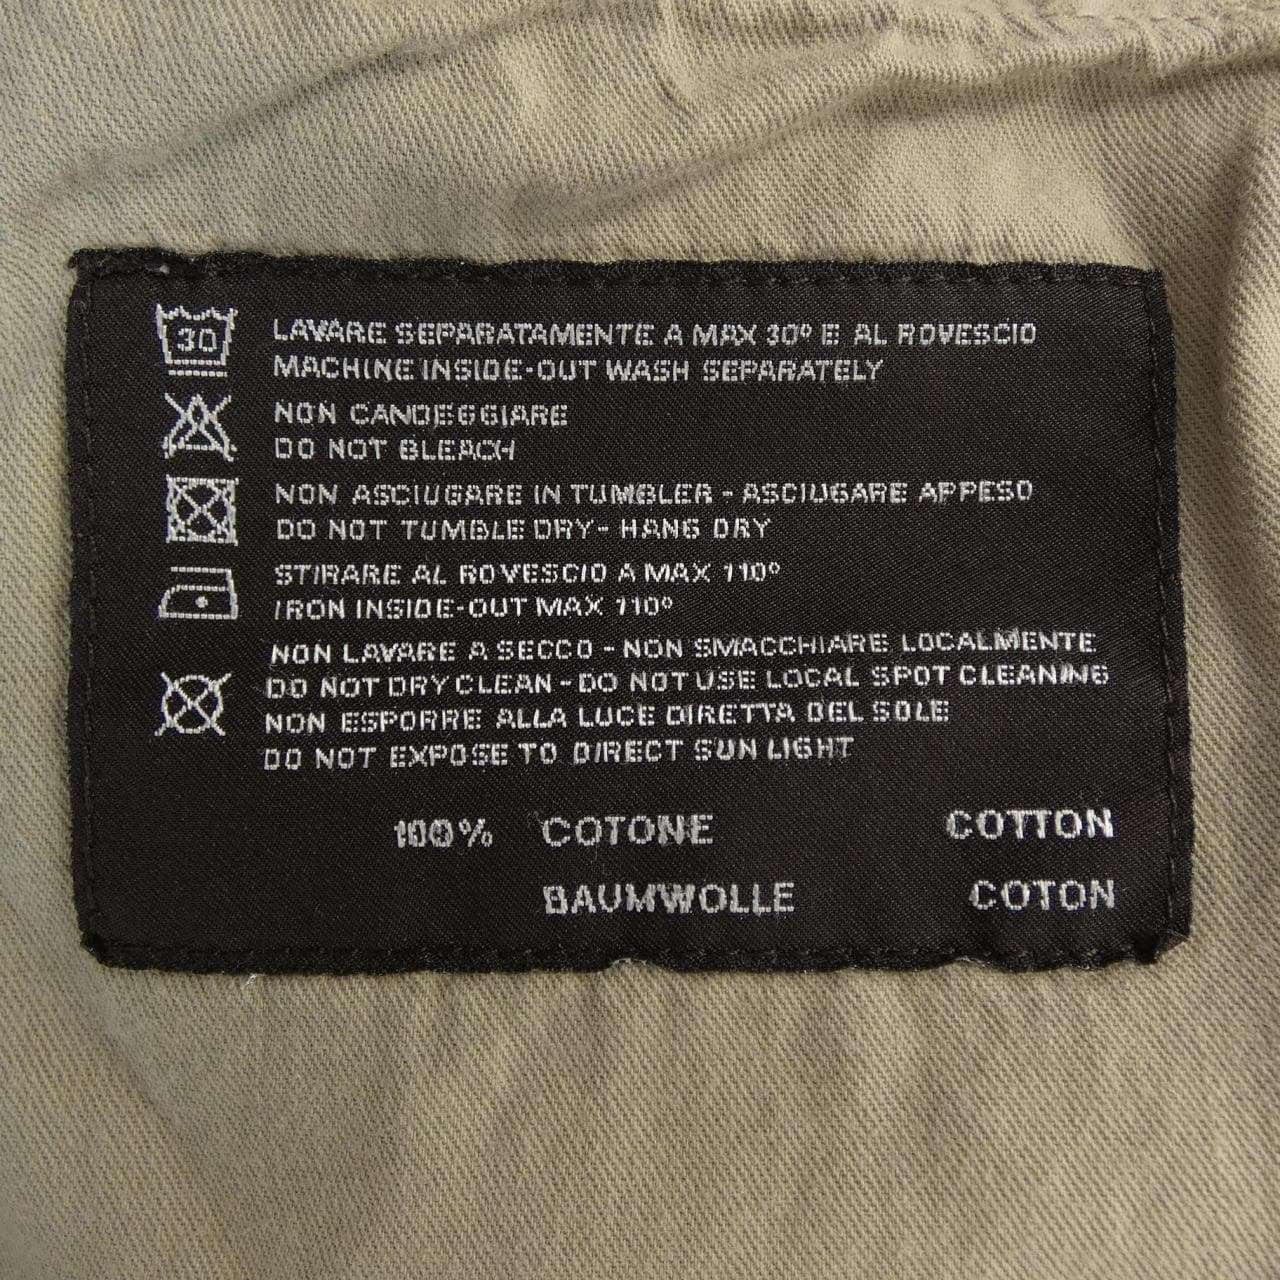 30
LAVARE SEPARATAMENTE A MAX 30° E AL ROVESCIO
MACHINE INSIDE-OUT WASH SEPARATELY
NON CANDEGGIARE
DO NOT BLEACH
NON ASCIUGARE IN TUMBLER - ASCIUGARE APPESO
DO NOT TUMBLE DRY - HANG DRY
STIRARE AL ROVESCIO A MAX 110°
IRON INSIDE-OUT MAX 110°
NON LAVARE A SECCO - NON SMACCHIARE LOCALMENTE
DO NOT DRY CLEAN - DO NOT USE LOCAL SPOT CLEANING
NON ESPORRE ALLA LUCE DIRETTA DEL SOLE
DO NOT EXPOSE TO DIRECT SUN LIGHT
100% COTONE COTTON
BAUMWOLLE COTON